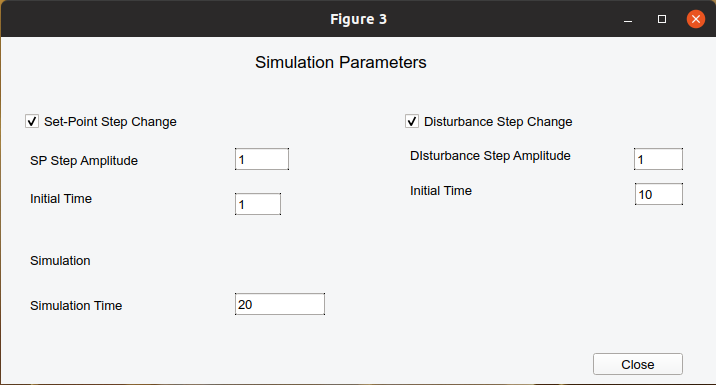 Figure 3
Simulation Parameters
Set-Point Step Change
SP Step Amplitude 1
Initial Time 1
Disturbance Step Change
DIsturbance Step Amplitude 1
Initial Time 10
Simulation
Simulation Time 20
Close